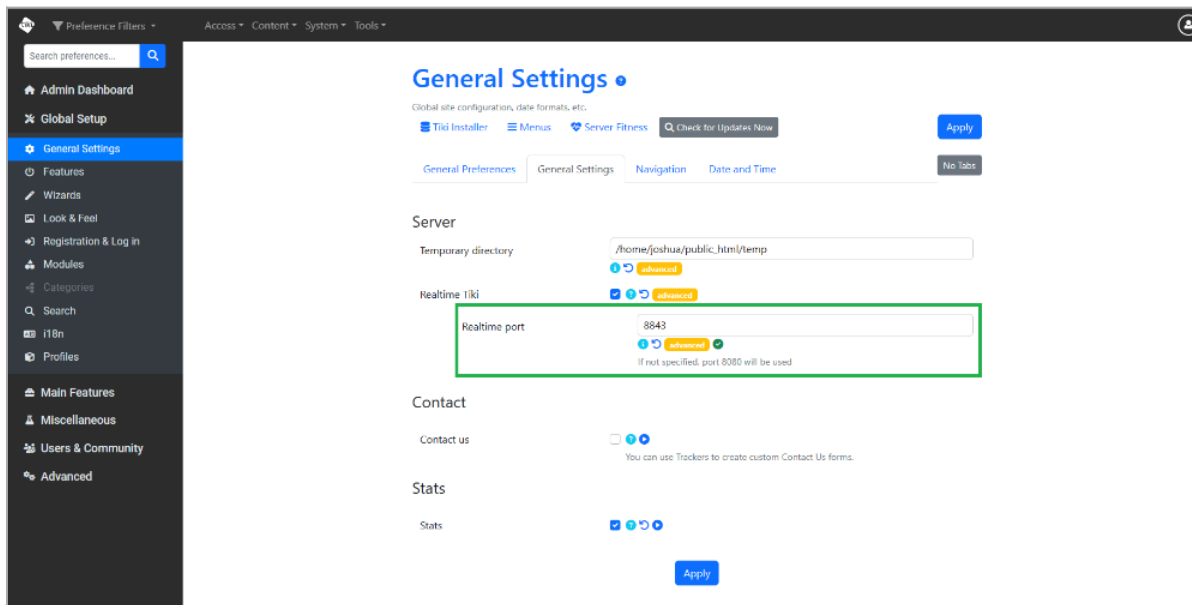 Preference Filters Access Content System Tools
Search preferences...
Admin Dashboard
Global Setup
General Settings
Features
Wizards
Look & Feel
Registration & Log in
Modules
Categories
Search
i18n
Profiles
Main Features
Miscellaneous
Users & Community
Advanced
General Settings
Global site configuration, date formats, etc.
Tiki Installer Menus Server Fitness Check for Updates Now Apply
General Preferences General Settings Navigation Date and Time No Tabs
Server
Temporary directory /home/joshua/public_html/temp
advanced
Realtime Tiki advanced
Realtime port 8843
advanced
If not specified, port 8080 will be used
Contact
Contact us
You can use Trackers to create custom Contact Us forms.
Stats
Stats
Apply